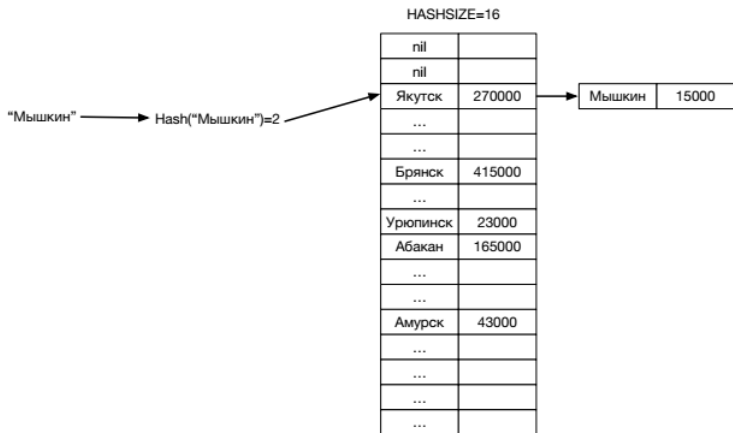 HASHSIZE=16
nil
nil
“Мышкин” Hash(“Мышкин”)=2 Якутск 270000 Мышкин 15000
...
...
Брянск 415000
...
Урюпинск 23000
Абакан 165000
...
...
Амурск 43000
...
...
...
...